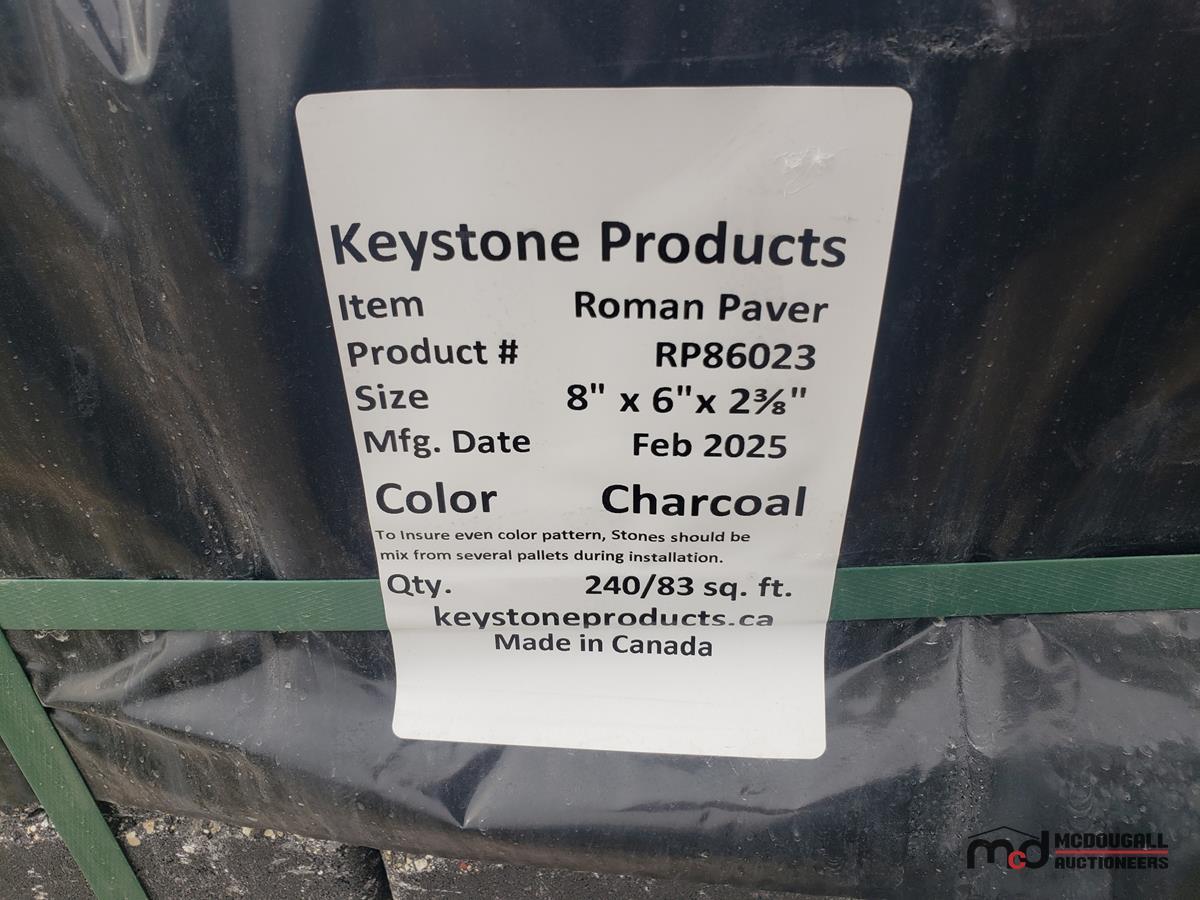 Keystone Products
Item Roman Paver
Product # RP86023
Size 8" x 6"x 2⅜"
Mfg. Date Feb 2025
Color Charcoal
To Insure even color pattern, Stones should be
mix from several pallets during installation.
Qty. 240/83 sq. ft.
keystoneproducts.ca
Made in Canada
mcd MCDOUGALL
AUCTIONEERS